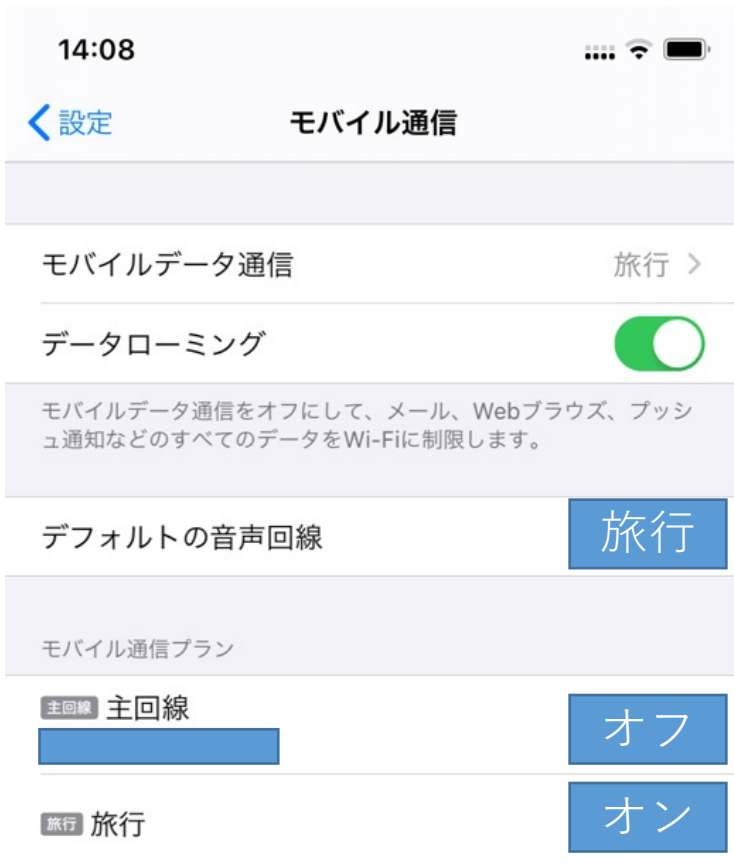 14:08
設定
モバイル通信
モバイルデータ通信 旅行
データローミング
モバイルデータ通信をオフにして、メール、Webブラウズ、プッシ
ュ通知などのすべてのデータをWi-Fiに制限します。
デフォルトの音声回線 旅行
モバイル通信プラン
主回線 主回線 オフ
旅行 旅行 オン